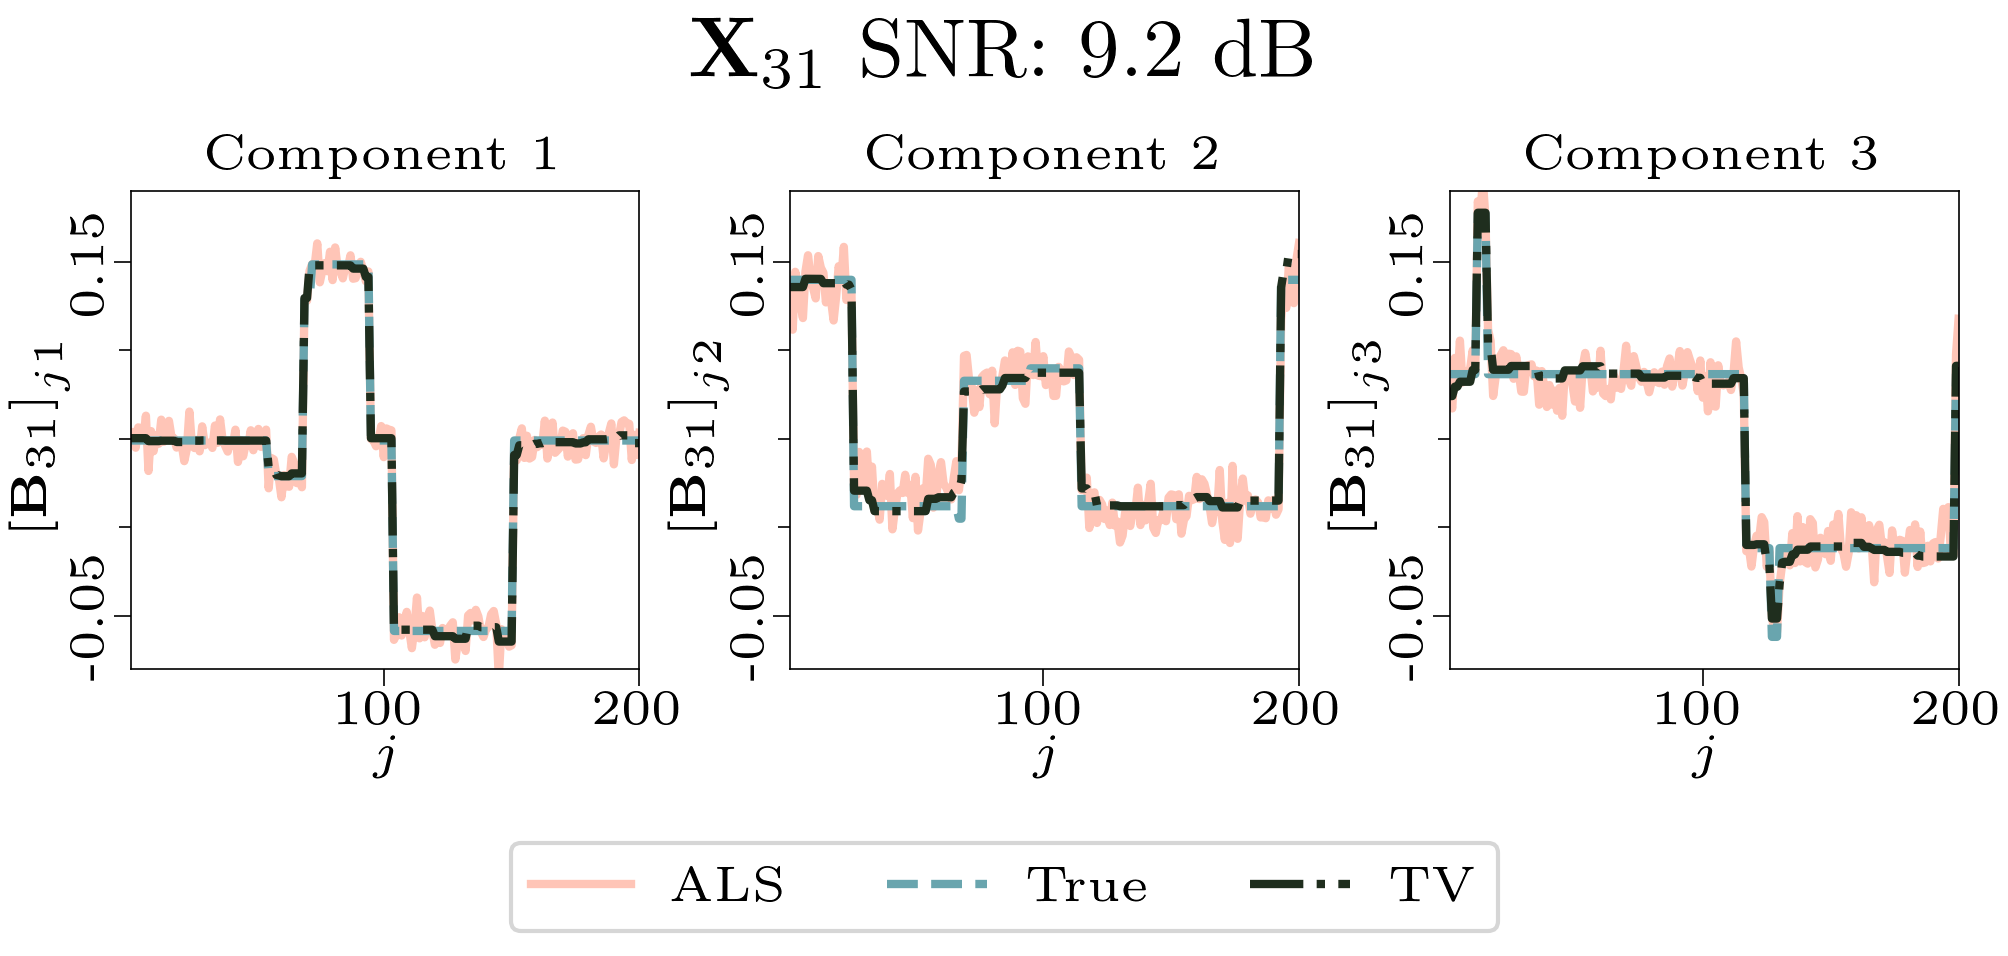 X₃₁ SNR: 9.2 dB
Component 1
Component 2
Component 3
[B₃₁]ⱼ₁
0.15
-0.05
100
200
j
[B₃₁]ⱼ₂
0.15
-0.05
100
200
j
[B₃₁]ⱼ₃
0.15
-0.05
100
200
j
ALS
True
TV